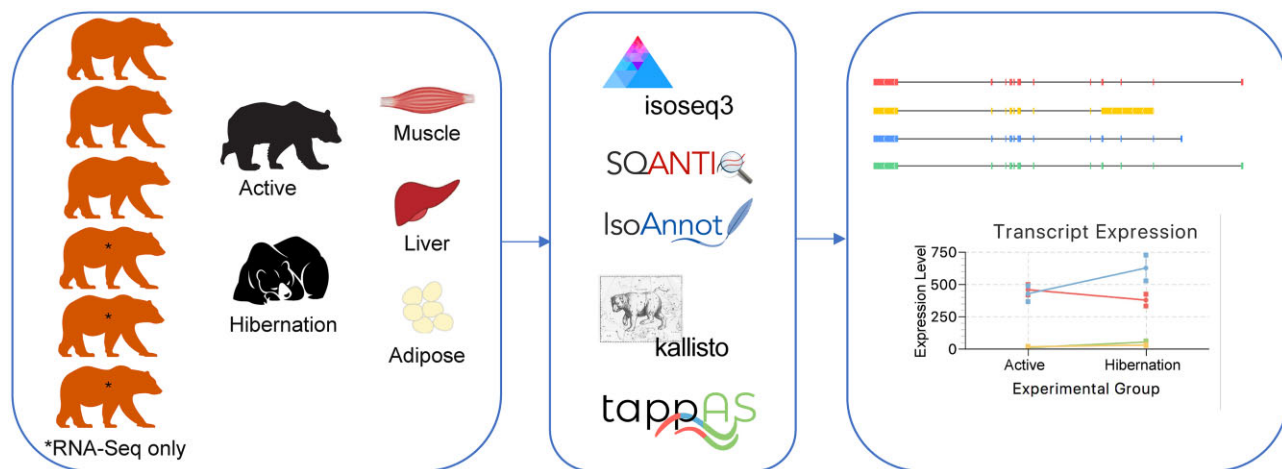 *
*
*
*RNA-Seq only
Active
Hibernation
Muscle
Liver
Adipose
isoseq3
SQANTI
IsoAnnot
kallisto
tappAS
Transcript Expression
Expression Level
750
500
250
0
Active Hibernation
Experimental Group